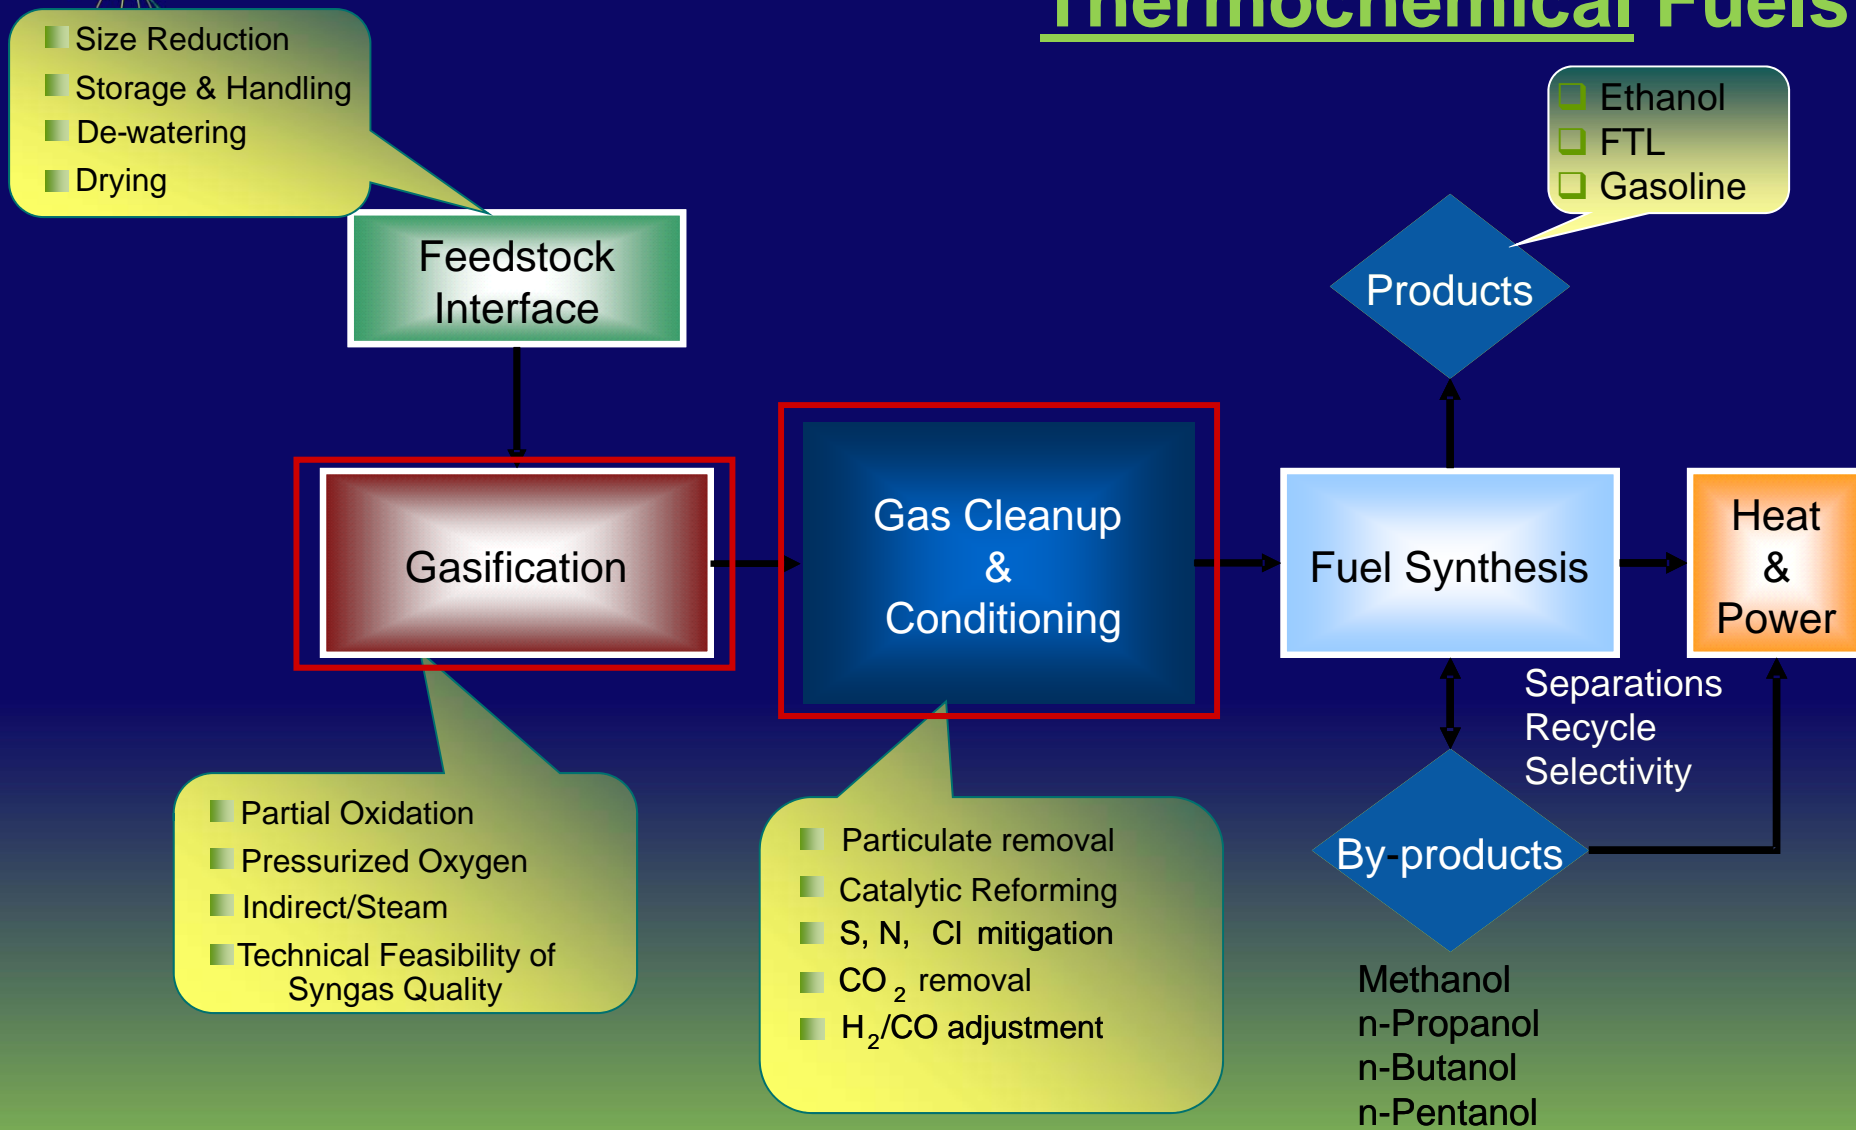 Thermochemical Fuels
Size Reduction
Storage & Handling
De-watering
Drying
Ethanol
FTL
Gasoline
Feedstock
Interface
Products
Gasification
Gas Cleanup
&
Conditioning
Fuel Synthesis
Heat
&
Power
Separations
Recycle
Selectivity
Partial Oxidation
Pressurized Oxygen
Indirect/Steam
Technical Feasibility of
Syngas Quality
Particulate removal
Catalytic Reforming
S, N, Cl mitigation
CO2 removal
H2/CO adjustment
By-products
Methanol
n-Propanol
n-Butanol
n-Pentanol